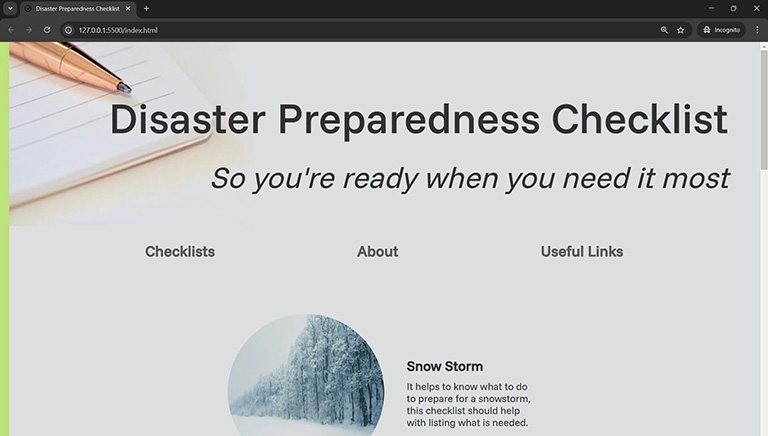 Disaster Preparedness Checklist
127.0.0.1:5500/index.html
Incognito
Disaster Preparedness Checklist
So you're ready when you need it most
Checklists About Useful Links
Snow Storm
It helps to know what to do
to prepare for a snowstorm,
this checklist should help
with listing what is needed.